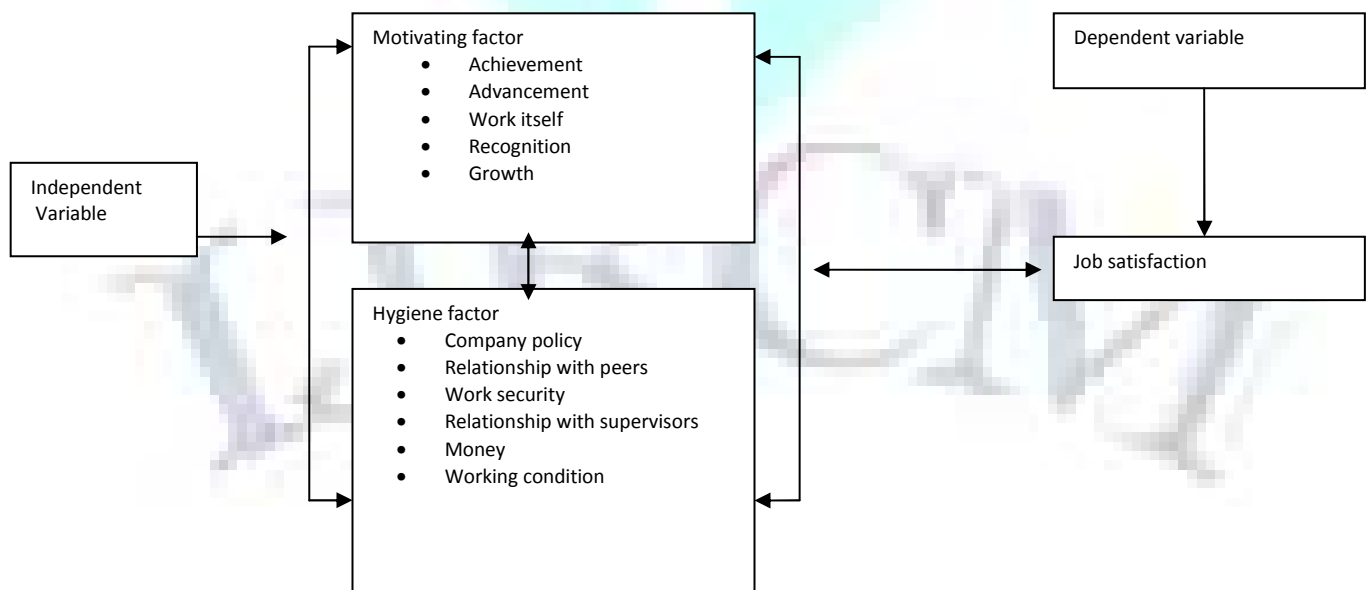 Independent
Variable
Motivating factor
• Achievement
• Advancement
• Work itself
• Recognition
• Growth
Hygiene factor
• Company policy
• Relationship with peers
• Work security
• Relationship with supervisors
• Money
• Working condition
Dependent variable
Job satisfaction